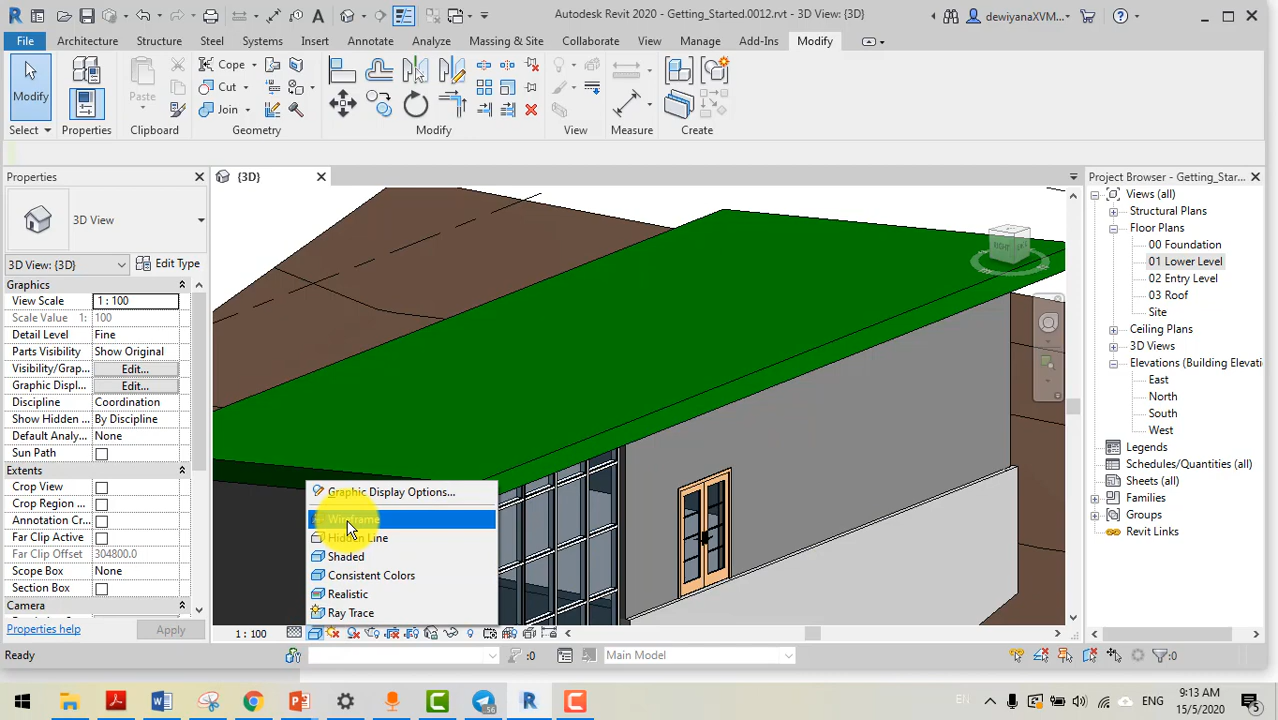 Autodesk Revit 2020 - Getting_Started.0012.rvt - 3D View: {3D}
dewiyanaXVM...
File Architecture Structure Steel Systems Insert Annotate Analyze Massing & Site Collaborate View Manage Add-Ins Modify
Modify
Paste
Cope
Cut
Join
Select Properties Clipboard Geometry Modify View Measure Create
Properties
{3D}
Project Browser - Getting_Star...
3D View
3D View: {3D}
Edit Type
Graphics
View Scale 1 : 100
Scale Value 1: 100
Detail Level Fine
Parts Visibility Show Original
Visibility/Grap... Edit...
Graphic Displ... Edit...
Discipline Coordination
Show Hidden ... By Discipline
Default Analy... None
Sun Path
Extents
Crop View
Crop Region ...
Annotation Cr...
Far Clip Active
Far Clip Offset 304800.0
Scope Box None
Section Box
Camera
Properties help
Apply
Graphic Display Options...
Wireframe
Hidden Line
Shaded
Consistent Colors
Realistic
Ray Trace
1 : 100
Views (all)
Structural Plans
Floor Plans
00 Foundation
01 Lower Level
02 Entry Level
03 Roof
Site
Ceiling Plans
3D Views
Elevations (Building Elevati
East
North
South
West
Legends
Schedules/Quantities (all)
Sheets (all)
Families
Groups
Revit Links
Ready
:0
Main Model
:0
56
EN
ENG
9:13 AM
15/5/2020
5